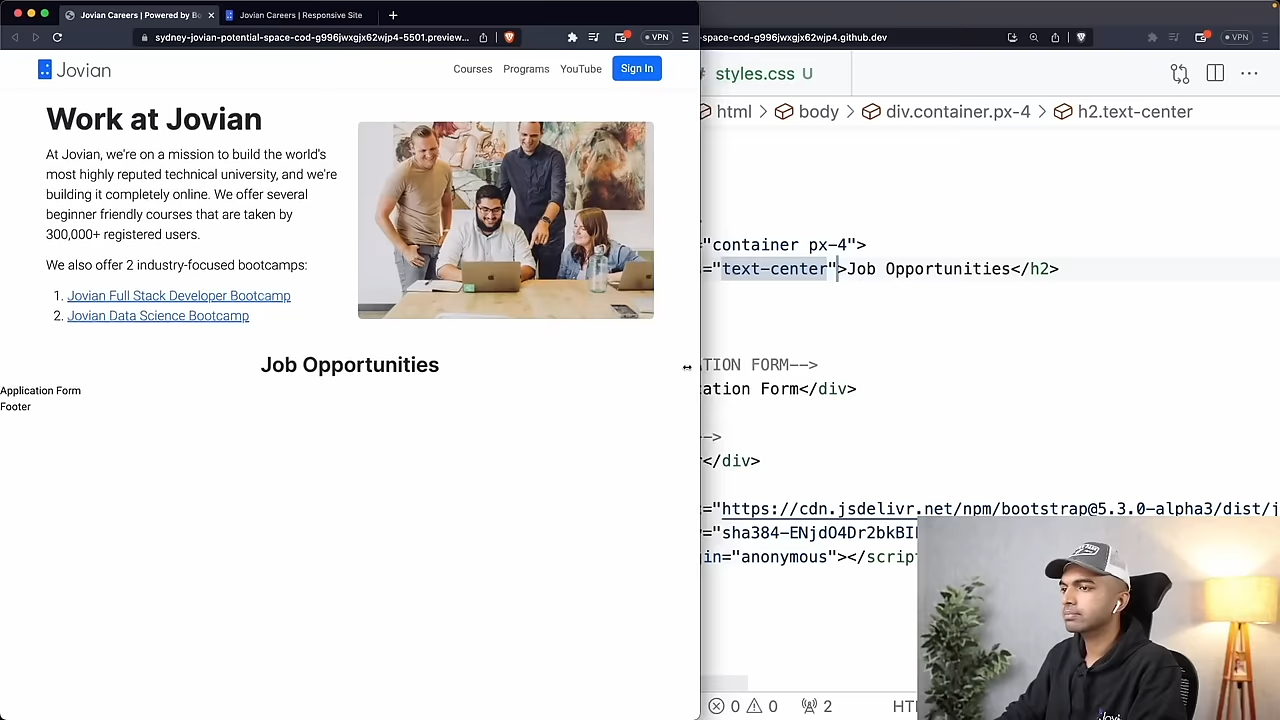 Jovian Careers | Powered by Bo
Jovian Careers | Responsive Site
sydney-jovian-potential-space-cod-g996jwxgjx62wjp4-5501.preview...
VPN
Jovian
Courses
Programs
YouTube
Sign In
Work at Jovian
At Jovian, we're on a mission to build the world's
most highly reputed technical university, and we're
building it completely online. We offer several
beginner friendly courses that are taken by
300,000+ registered users.
We also offer 2 industry-focused bootcamps:
1. Jovian Full Stack Developer Bootcamp
2. Jovian Data Science Bootcamp
Job Opportunities
Application Form
Footer
-space-cod-g996jwxgjx62wjp4.github.dev
VPN
styles.css U
html > body > div.container.px-4 > h2.text-center
="container px-4">
="text-center">Job Opportunities</h2>
TION FORM-->
ation Form</div>
-->
</div>
="https://cdn.jsdelivr.net/npm/bootstrap@5.3.0-alpha3/dist/j
="sha384-ENjdO4Dr2bkBI
in="anonymous"></script
0
0
2
HT